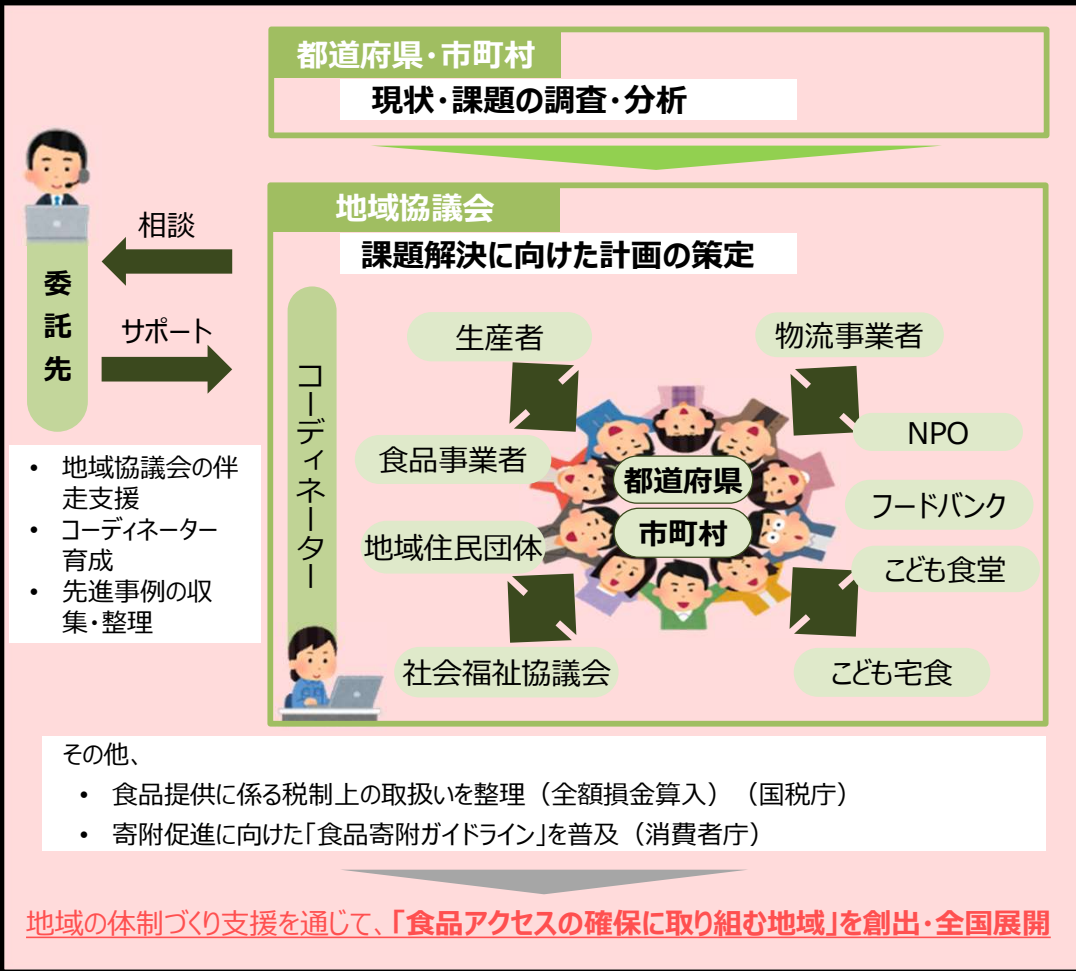 都道府県・市町村
現状・課題の調査・分析
相談
サポート
委
託
先
• 地域協議会の伴
走支援
• コーディネーター
育成
• 先進事例の収
集・整理
地域協議会
課題解決に向けた計画の策定
コーディネーター
生産者
物流事業者
食品事業者
NPO
都道府県
市町村
フードバンク
地域住民団体
こども食堂
社会福祉協議会
こども宅食
その他、
• 食品提供に係る税制上の取扱いを整理（全額損金算入）（国税庁）
• 寄附促進に向けた「食品寄附ガイドライン」を普及（消費者庁）
地域の体制づくり支援を通じて、「食品アクセスの確保に取り組む地域」を創出・全国展開